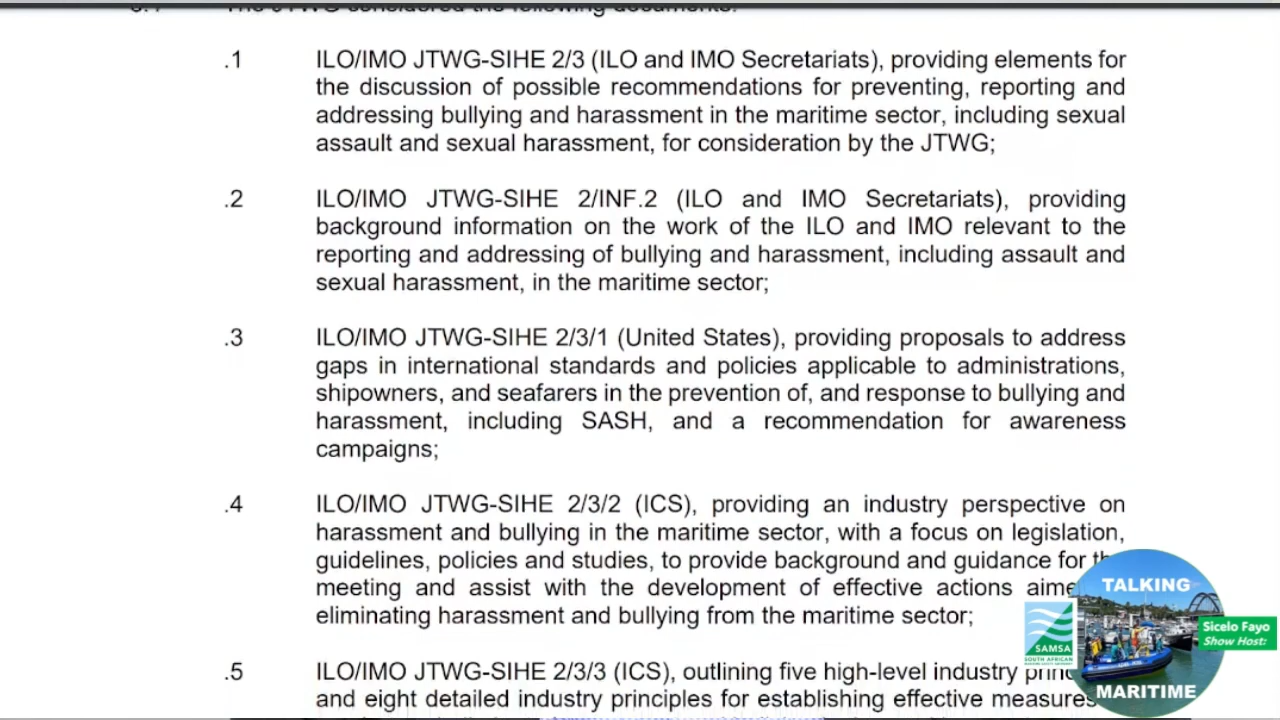 The JTWG considered the following documents:
.1 ILO/IMO JTWG-SIHE 2/3 (ILO and IMO Secretariats), providing elements for
the discussion of possible recommendations for preventing, reporting and
addressing bullying and harassment in the maritime sector, including sexual
assault and sexual harassment, for consideration by the JTWG;
.2 ILO/IMO JTWG-SIHE 2/INF.2 (ILO and IMO Secretariats), providing
background information on the work of the ILO and IMO relevant to the
reporting and addressing of bullying and harassment, including assault and
sexual harassment, in the maritime sector;
.3 ILO/IMO JTWG-SIHE 2/3/1 (United States), providing proposals to address
gaps in international standards and policies applicable to administrations,
shipowners, and seafarers in the prevention of, and response to bullying and
harassment, including SASH, and a recommendation for awareness
campaigns;
.4 ILO/IMO JTWG-SIHE 2/3/2 (ICS), providing an industry perspective on
harassment and bullying in the maritime sector, with a focus on legislation,
guidelines, policies and studies, to provide background and guidance for
meeting and assist with the development of effective actions
eliminating harassment and bullying from the maritime sector;
.5 ILO/IMO JTWG-SIHE 2/3/3 (ICS), outlining five high-level industry
and eight detailed industry principles for establishing effective measures
TALKING
MARITIME
SAMSA
Sicelo Fayo
Show Host: